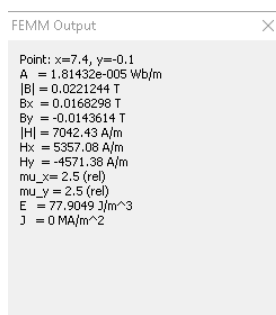 FEMM Output
Point: x=7.4, y=-0.1
A = 1.81432e-005 Wb/m
|B| = 0.0221244 T
Bx = 0.0168298 T
By = -0.0143614 T
|H| = 7042.43 A/m
Hx = 5357.08 A/m
Hy = -4571.38 A/m
mu_x= 2.5 (rel)
mu_y = 2.5 (rel)
E = 77.9049 J/m^3
J = 0 MA/m^2